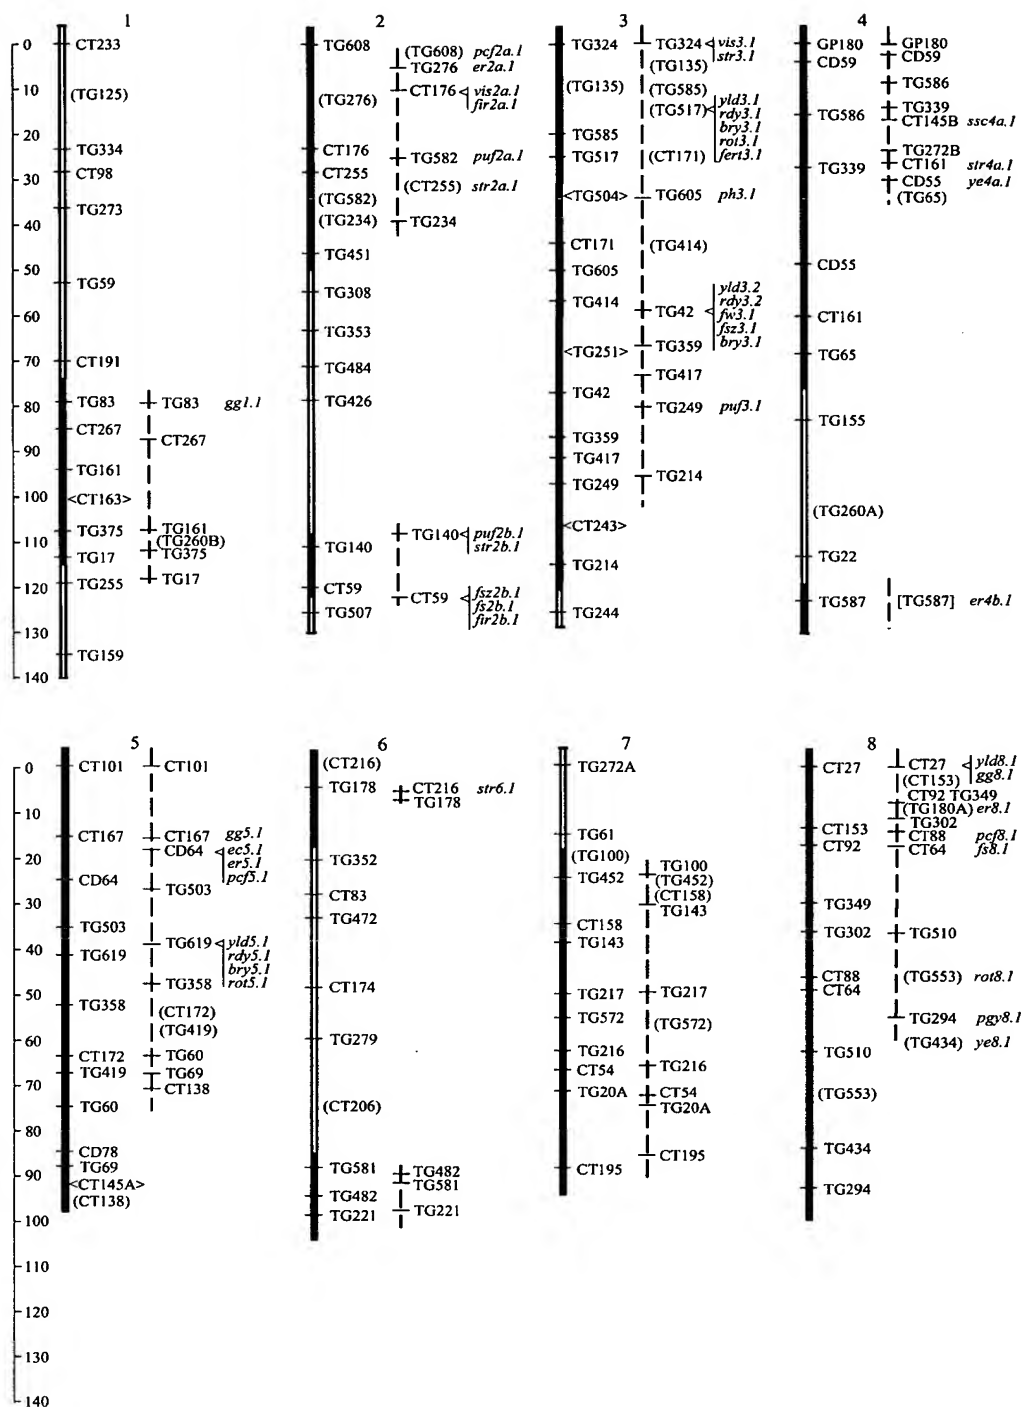 1
0
10
20
30
40
50
60
70
80
90
100
110
120
130
140
CT233
(TG125)
TG334
CT98
TG273
TG59
CT191
TG83
CT267
TG161
<CT163>
TG375
TG17
TG255
TG159
TG83 gg1.1
CT267
TG161
(TG260B)
TG375
TG17
2
TG608
(TG276)
CT176
CT255
(TG582)
(TG234)
TG451
TG308
TG353
TG484
TG426
TG140
CT59
TG507
(TG608) pcf2a.1
TG276 er2a.1
CT176 vis2a.1
fir2a.1
TG582 puf2a.1
(CT255) str2a.1
TG234
TG140 puf2b.1
str2b.1
CT59 fsz2b.1
fs2b.1
fir2b.1
3
TG324
(TG135)
TG585
TG517
<TG504>
CT171
TG605
TG414
<TG251>
TG42
TG359
TG417
TG249
<CT243>
TG214
TG244
TG324 vis3.1
str3.1
(TG135)
(TG585)
(TG517) yld3.1
rdy3.1
bry3.1
rot3.1
fert3.1
(CT171)
TG605 ph3.1
(TG414)
TG42 yld3.2
rdy3.2
fw3.1
fsz3.1
bry3.1
TG359
TG417
TG249 puf3.1
TG214
4
GP180
CD59
TG586
TG339
CD55
CT161
TG65
TG155
(TG260A)
TG22
TG587
GP180
CD59
TG586
TG339
CT145B ssc4a.1
TG272B
CT161 str4a.1
CD55 ye4a.1
(TG65)
[TG587] er4b.1
5
0
10
20
30
40
50
60
70
80
90
100
110
120
130
140
CT101
CT167
CD64
TG503
TG619
TG358
CT172
TG419
TG60
CD78
TG69
<CT145A>
(CT138)
CT101
CT167 gg5.1
CD64 ec5.1
er5.1
pcf5.1
TG503
TG619 yld5.1
rdy5.1
bry5.1
TG358 rot5.1
(CT172)
(TG419)
TG60
TG69
CT138
6
(CT216)
TG178
TG352
CT83
TG472
CT174
TG279
(CT206)
TG581
TG482
TG221
CT216 str6.1
TG178
TG482
TG581
TG221
7
TG272A
TG61
(TG100)
TG452
CT158
TG143
TG217
TG572
TG216
CT54
TG20A
CT195
TG100
(TG452)
(CT158)
TG143
TG217
(TG572)
TG216
CT54
TG20A
CT195
8
CT27
CT153
CT92
TG349
TG302
CT88
CT64
TG510
(TG553)
TG434
TG294
CT27 yld8.1
(CT153) gg8.1
CT92 TG349
(TG180A) er8.1
TG302
CT88 pcf8.1
CT64 fs8.1
TG510
(TG553) rot8.1
TG294 pgy8.1
(TG434) ye8.1